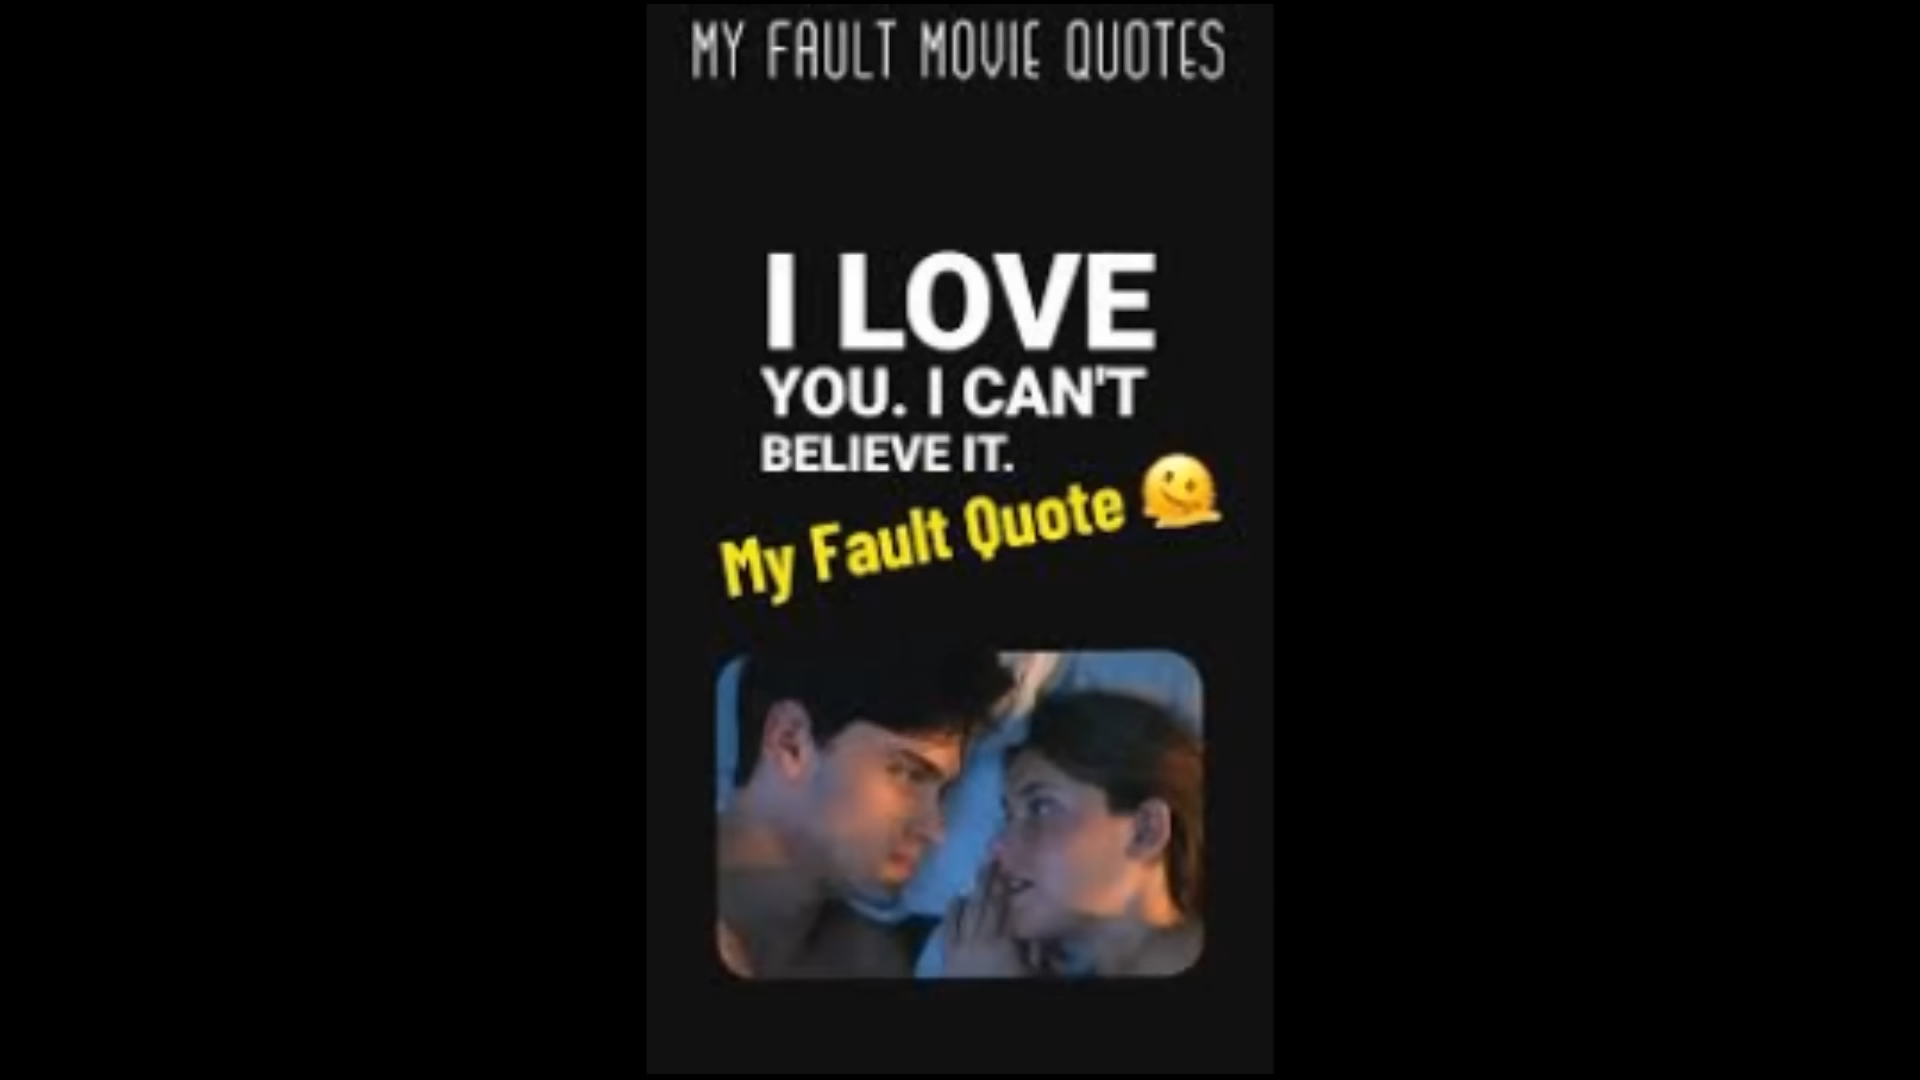 MY FAULT MOVIE QUOTES
I LOVE
YOU. I CAN'T
BELIEVE IT.
My Fault Quote 🫠